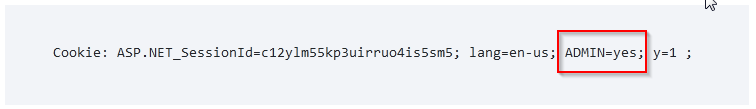 Cookie: ASP.NET_SessionId=c12ylm55kp3uirruo4is5sm5; lang=en-us; ADMIN=yes; y=1 ;